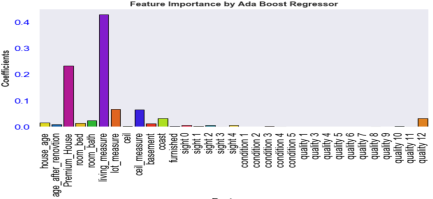 Feature Importance by Ada Boost Regressor
Coefficients
0.4
0.3
0.2
0.1
0.0
house_age
age_after_renovtion
Premium_House
room_bed
room_bath
living_measure
lot_measure
ceil
ceil_measure
basement
coast
furnished
sight 0
sight 1
sight 2
sight 3
sight 4
condition 1
condition 2
condition 3
condition 4
condition 5
quality 1
quality 3
quality 4
quality 5
quality 6
quality 7
quality 8
quality 9
quality 10
quality 11
quality 12